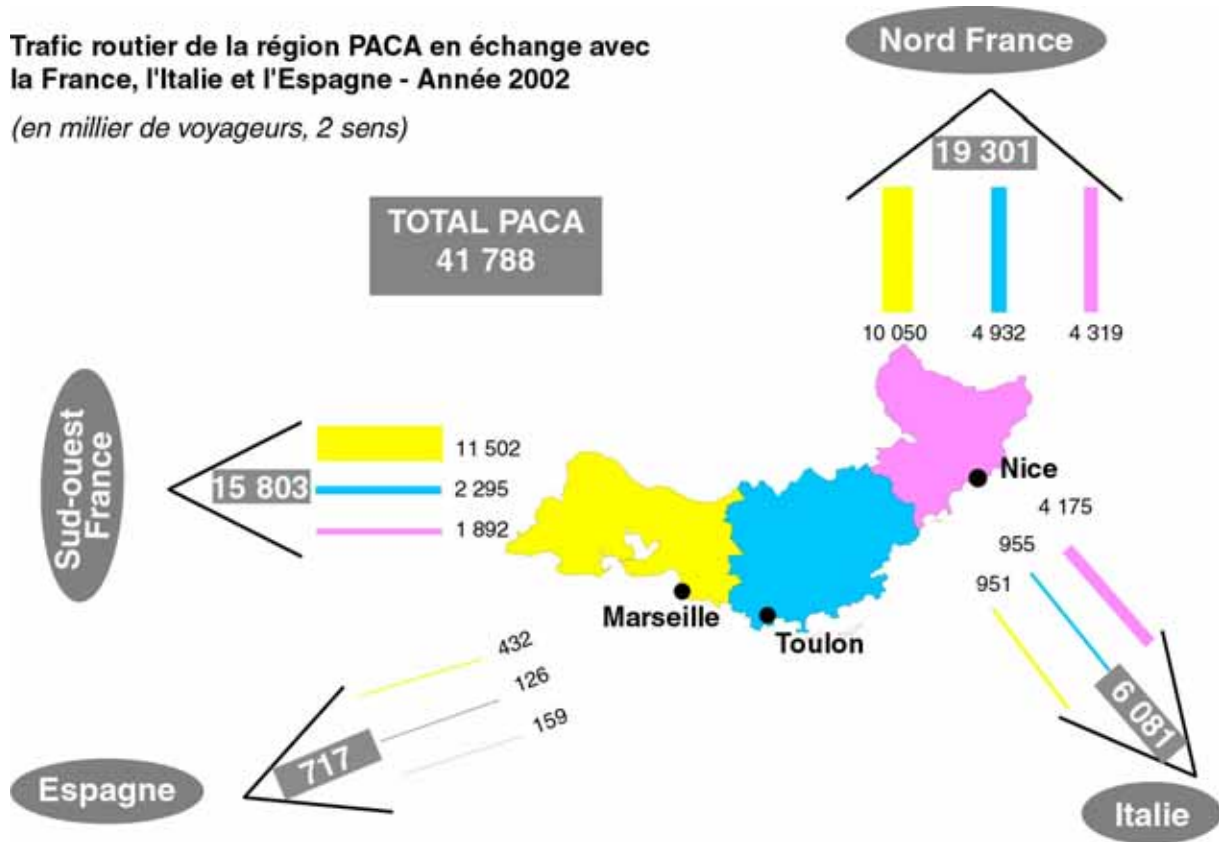 Trafic routier de la région PACA en échange avec
la France, l'Italie et l'Espagne - Année 2002
(en millier de voyageurs, 2 sens)
Nord France
19 301
TOTAL PACA
41 788
10 050
4 932
4 319
Sud-ouest
France
15 803
11 502
2 295
1 892
Nice
Marseille
Toulon
4 175
955
951
6 081
Italie
432
126
159
717
Espagne